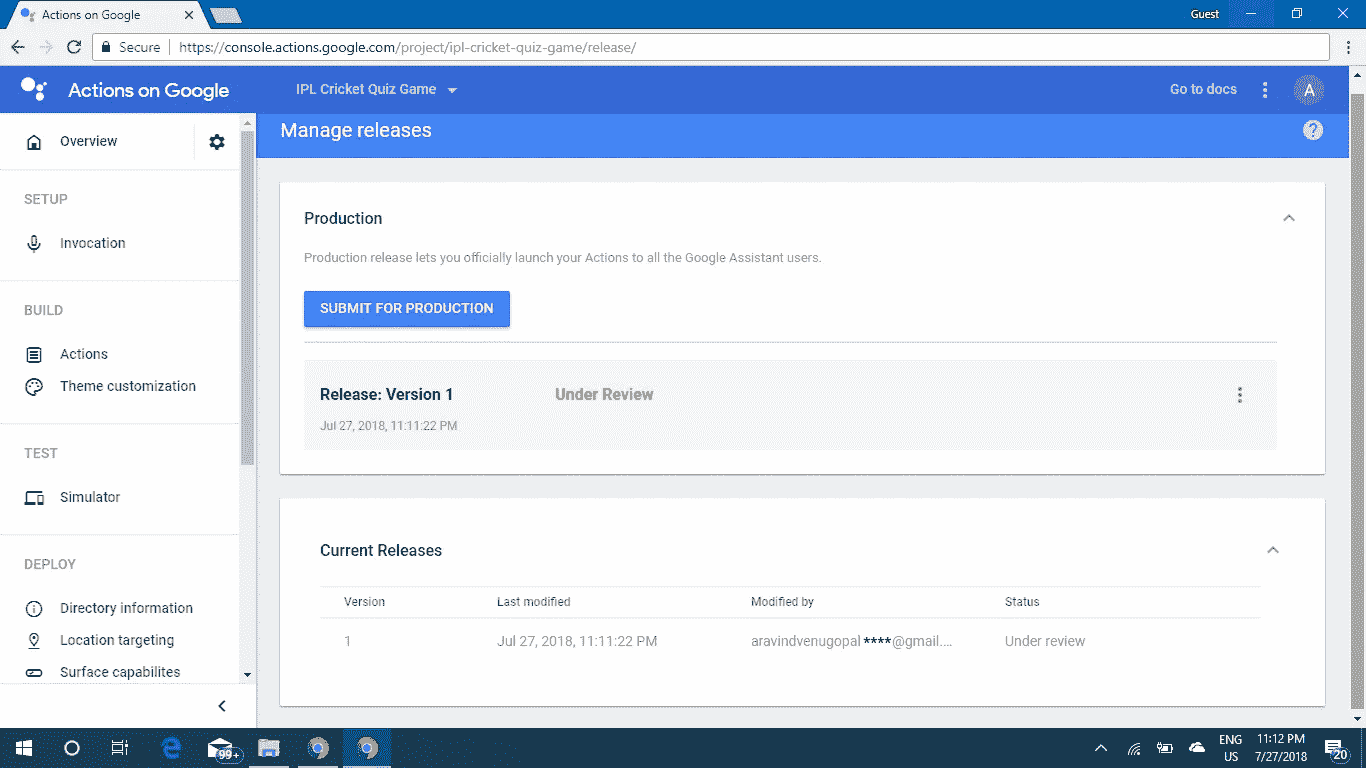 Actions on Google
Guest
Secure https://console.actions.google.com/project/ipl-cricket-quiz-game/release/
Actions on Google
IPL Cricket Quiz Game
Go to docs
A
Overview
Manage releases
?
SETUP
Invocation
BUILD
Actions
Theme customization
TEST
Simulator
DEPLOY
Directory information
Location targeting
Surface capabilites
Production
Production release lets you officially launch your Actions to all the Google Assistant users.
SUBMIT FOR PRODUCTION
Release: Version 1 Under Review
Jul 27, 2018, 11:11:22 PM
Current Releases
Version Last modified Modified by Status
1 Jul 27, 2018, 11:11:22 PM aravindvenugopal ****@gmail.... Under review
99+
ENG
US
11:12 PM
7/27/2018
20